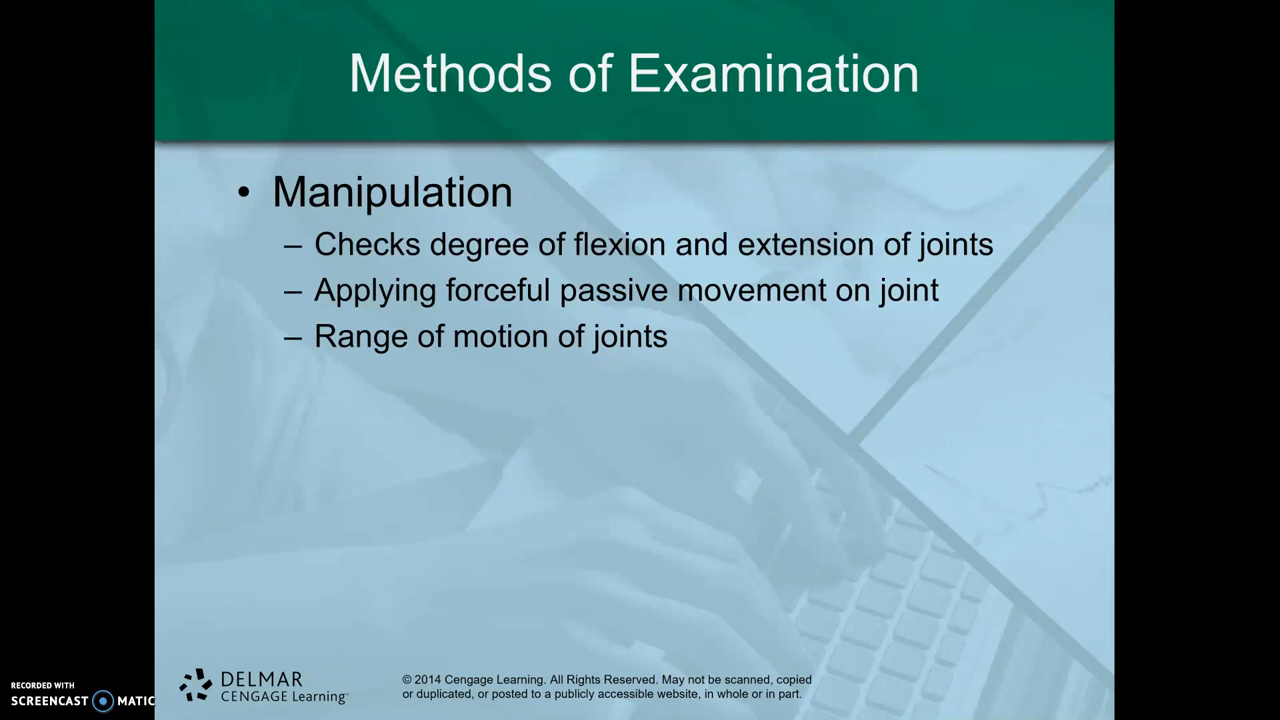 Methods of Examination
• Manipulation
– Checks degree of flexion and extension of joints
– Applying forceful passive movement on joint
– Range of motion of joints
RECORDED WITH
SCREENCAST MATIC
DELMAR
CENGAGE Learning™
© 2014 Cengage Learning. All Rights Reserved. May not be scanned, copied
or duplicated, or posted to a publicly accessible website, in whole or in part.